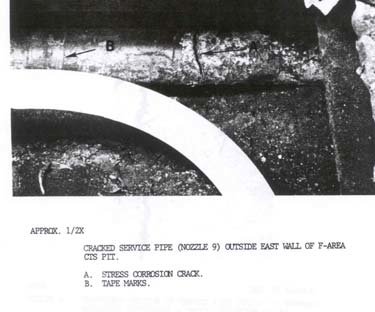 B
A
APPROX. 1/2X
CRACKED SERVICE PIPE (NOZZLE 9) OUTSIDE EAST WALL OF F-AREA
CTS PIT.
A. STRESS CORROSION CRACK.
B. TAPE MARKS.